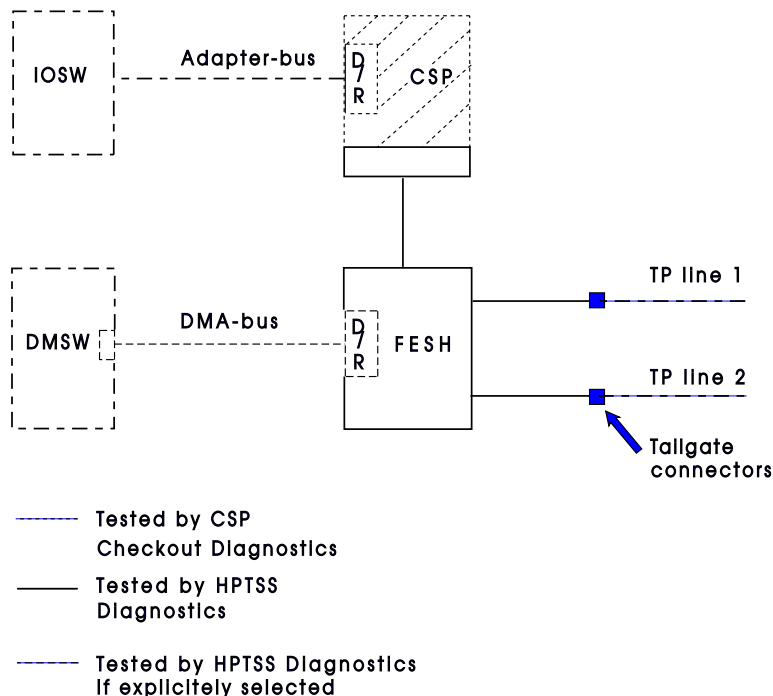 Adapter-bus
IOSW
D
/
R
CSP
TP line 1
DMA-bus
DMSW
D
/
R
FESH
TP line 2
Tailgate
connectors
Tested by CSP
Checkout Diagnostics
Tested by HPTSS
Diagnostics
Tested by HPTSS Diagnostics
if explicitely selected